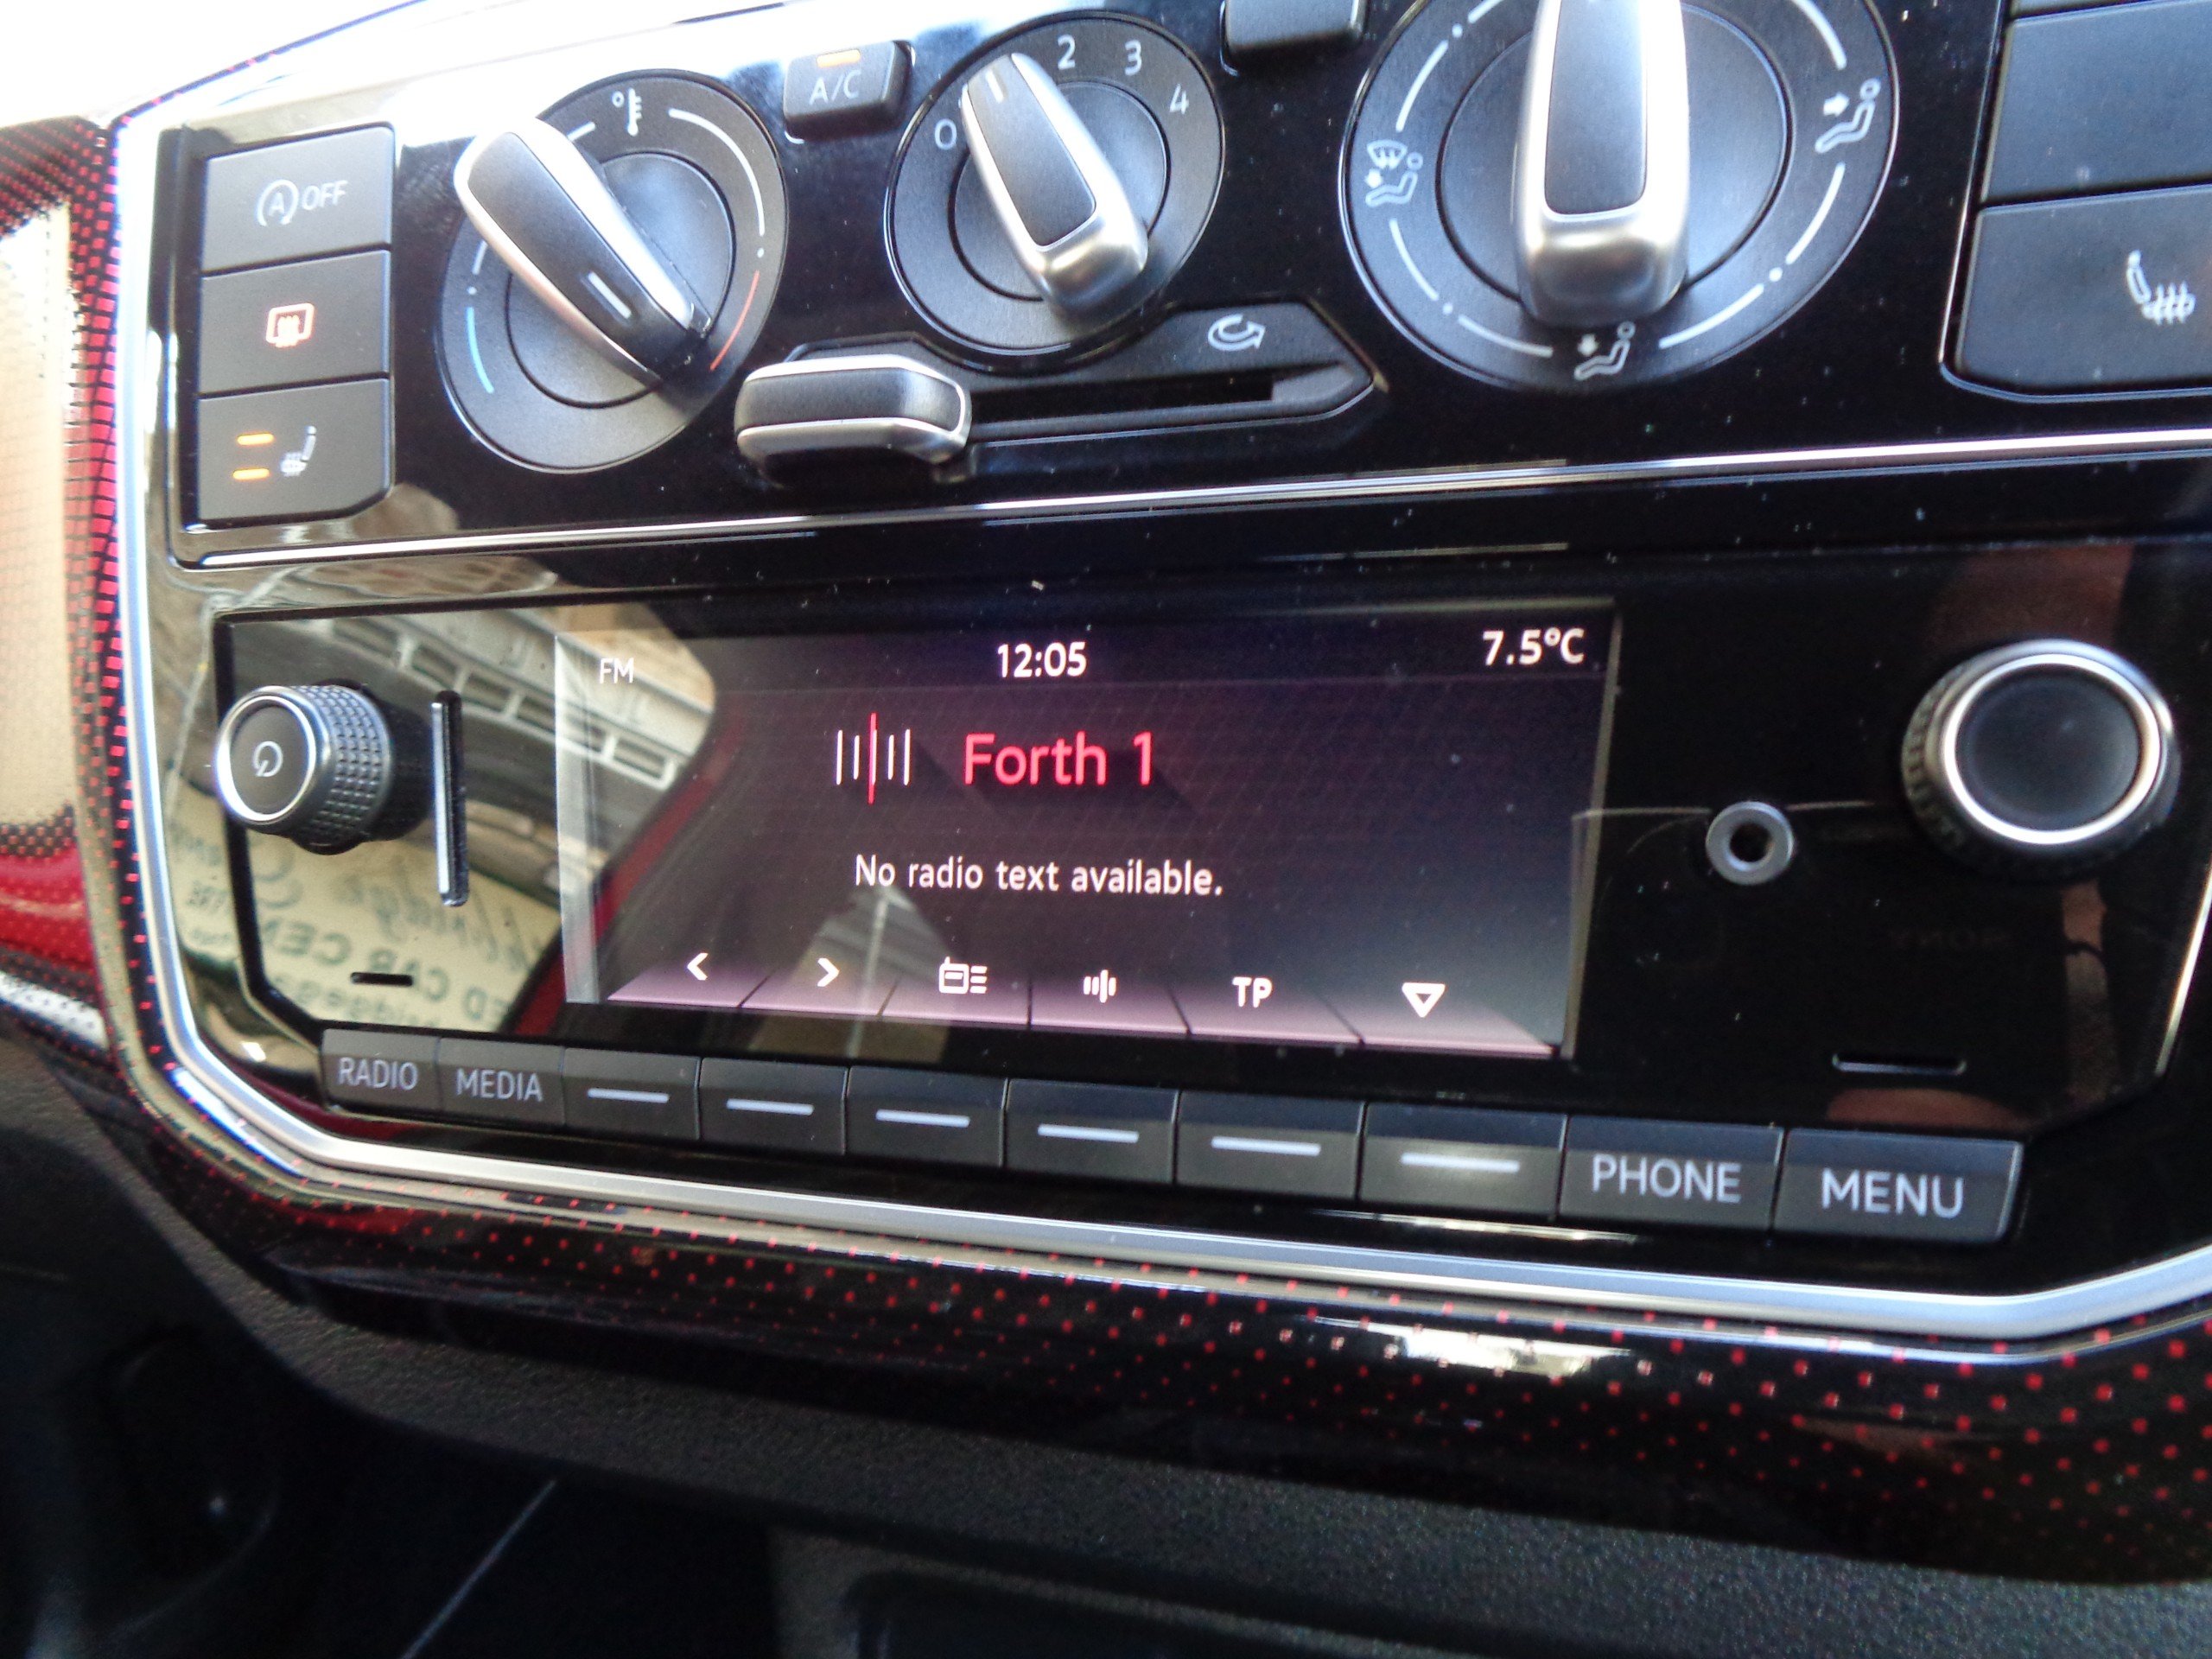 A/C
0 2 3 4
A OFF
FM
12:05
7.5°C
Forth 1
No radio text available.
< > TP
RADIO MEDIA PHONE MENU